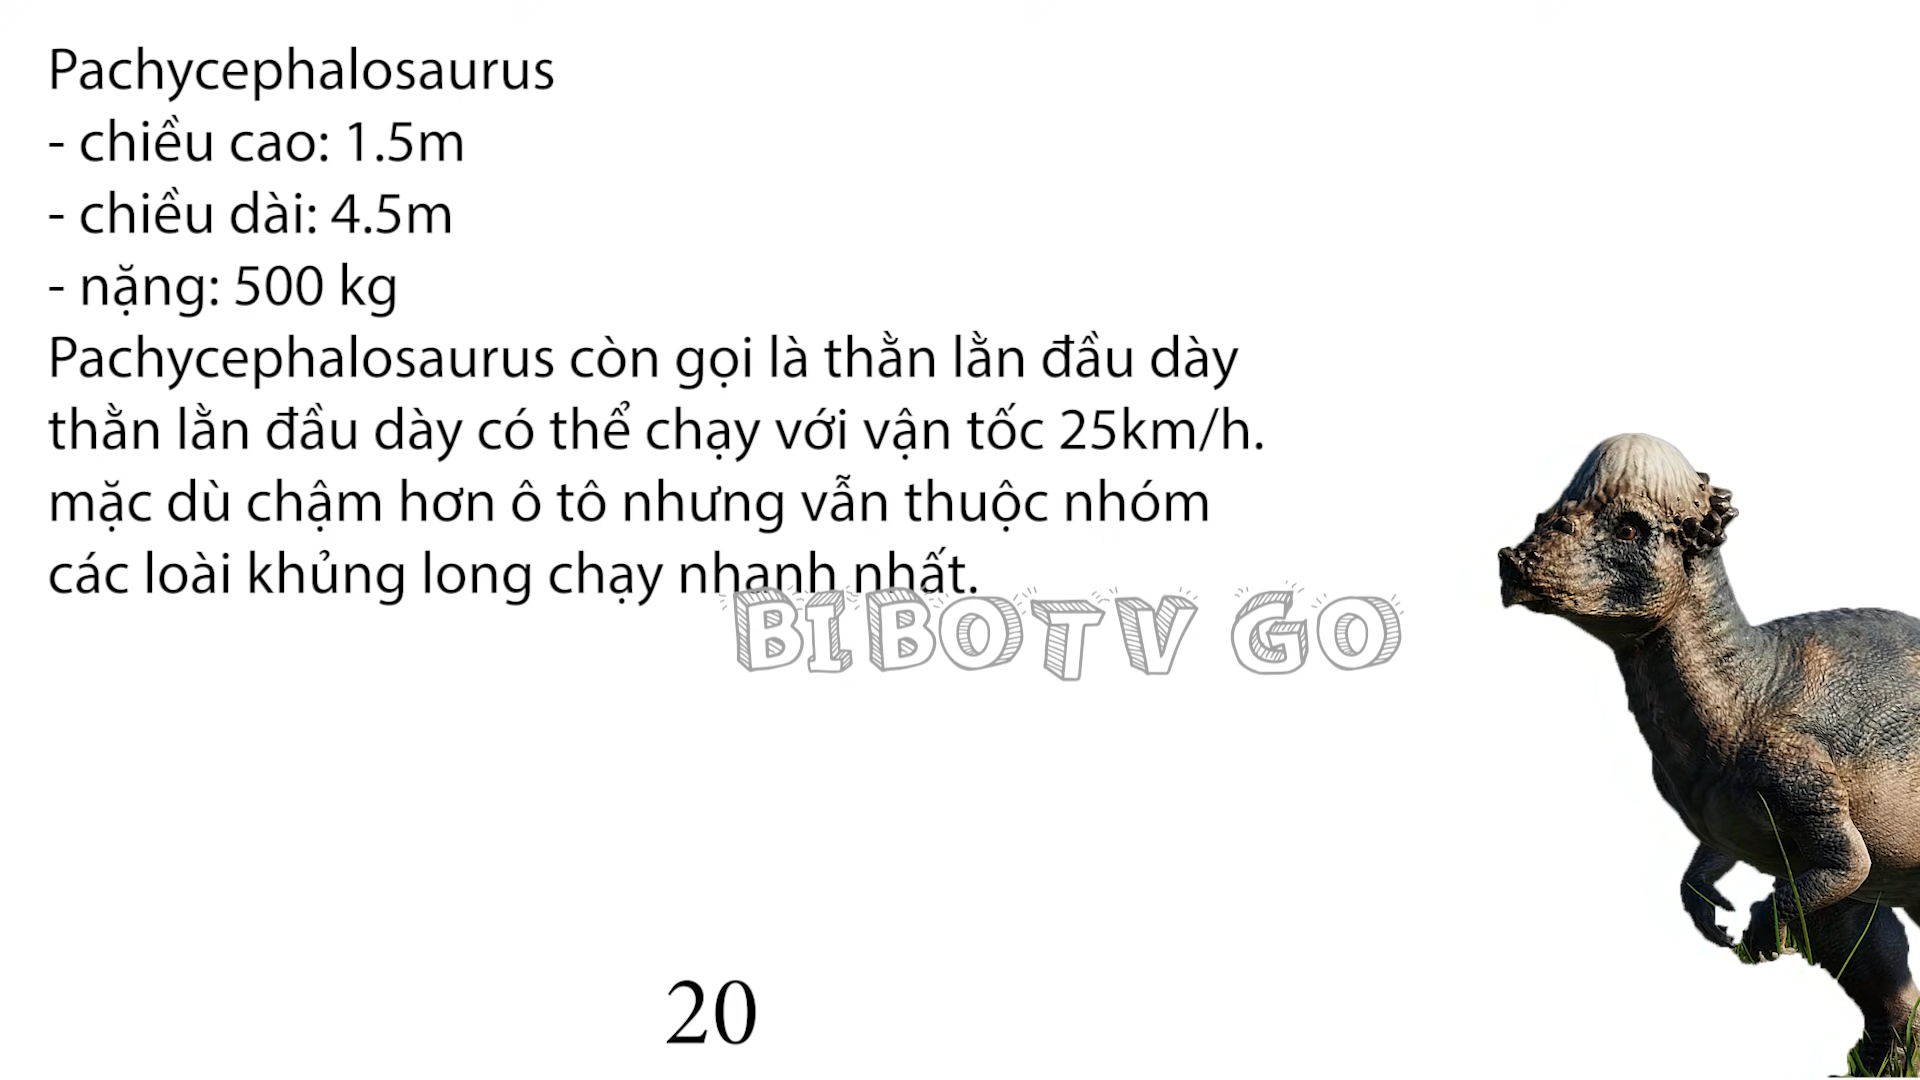 Pachycephalosaurus
- chiều cao: 1.5m
- chiều dài: 4.5m
- nặng: 500 kg
Pachycephalosaurus còn gọi là thằn lằn đầu dày
thằn lằn đầu dày có thể chạy với vận tốc 25km/h.
mặc dù chậm hơn ô tô nhưng vẫn thuộc nhóm
các loài khủng long chạy nhanh nhất.
BIBOTV GO
20